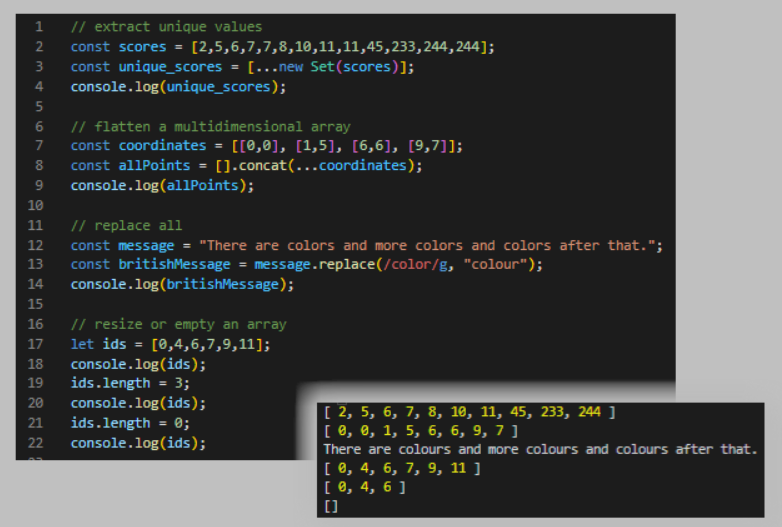 1 // extract unique values
2 const scores = [2,5,6,7,7,8,10,11,11,45,233,244,244];
3 const unique_scores = [...new Set(scores)];
4 console.log(unique_scores);
5
6 // flatten a multidimensional array
7 const coordinates = [[0,0], [1,5], [6,6], [9,7]];
8 const allPoints = [].concat(...coordinates);
9 console.log(allPoints);
10
11 // replace all
12 const message = "There are colors and more colors and colors after that.";
13 const britishMessage = message.replace(/color/g, "colour");
14 console.log(britishMessage);
15
16 // resize or empty an array
17 let ids = [0,4,6,7,9,11];
18 console.log(ids);
19 ids.length = 3;
20 console.log(ids);
21 ids.length = 0;
22 console.log(ids);
[ 2, 5, 6, 7, 8, 10, 11, 45, 233, 244 ]
[ 0, 0, 1, 5, 6, 6, 9, 7 ]
There are colours and more colours and colours after that.
[ 0, 4, 6, 7, 9, 11 ]
[ 0, 4, 6 ]
[]